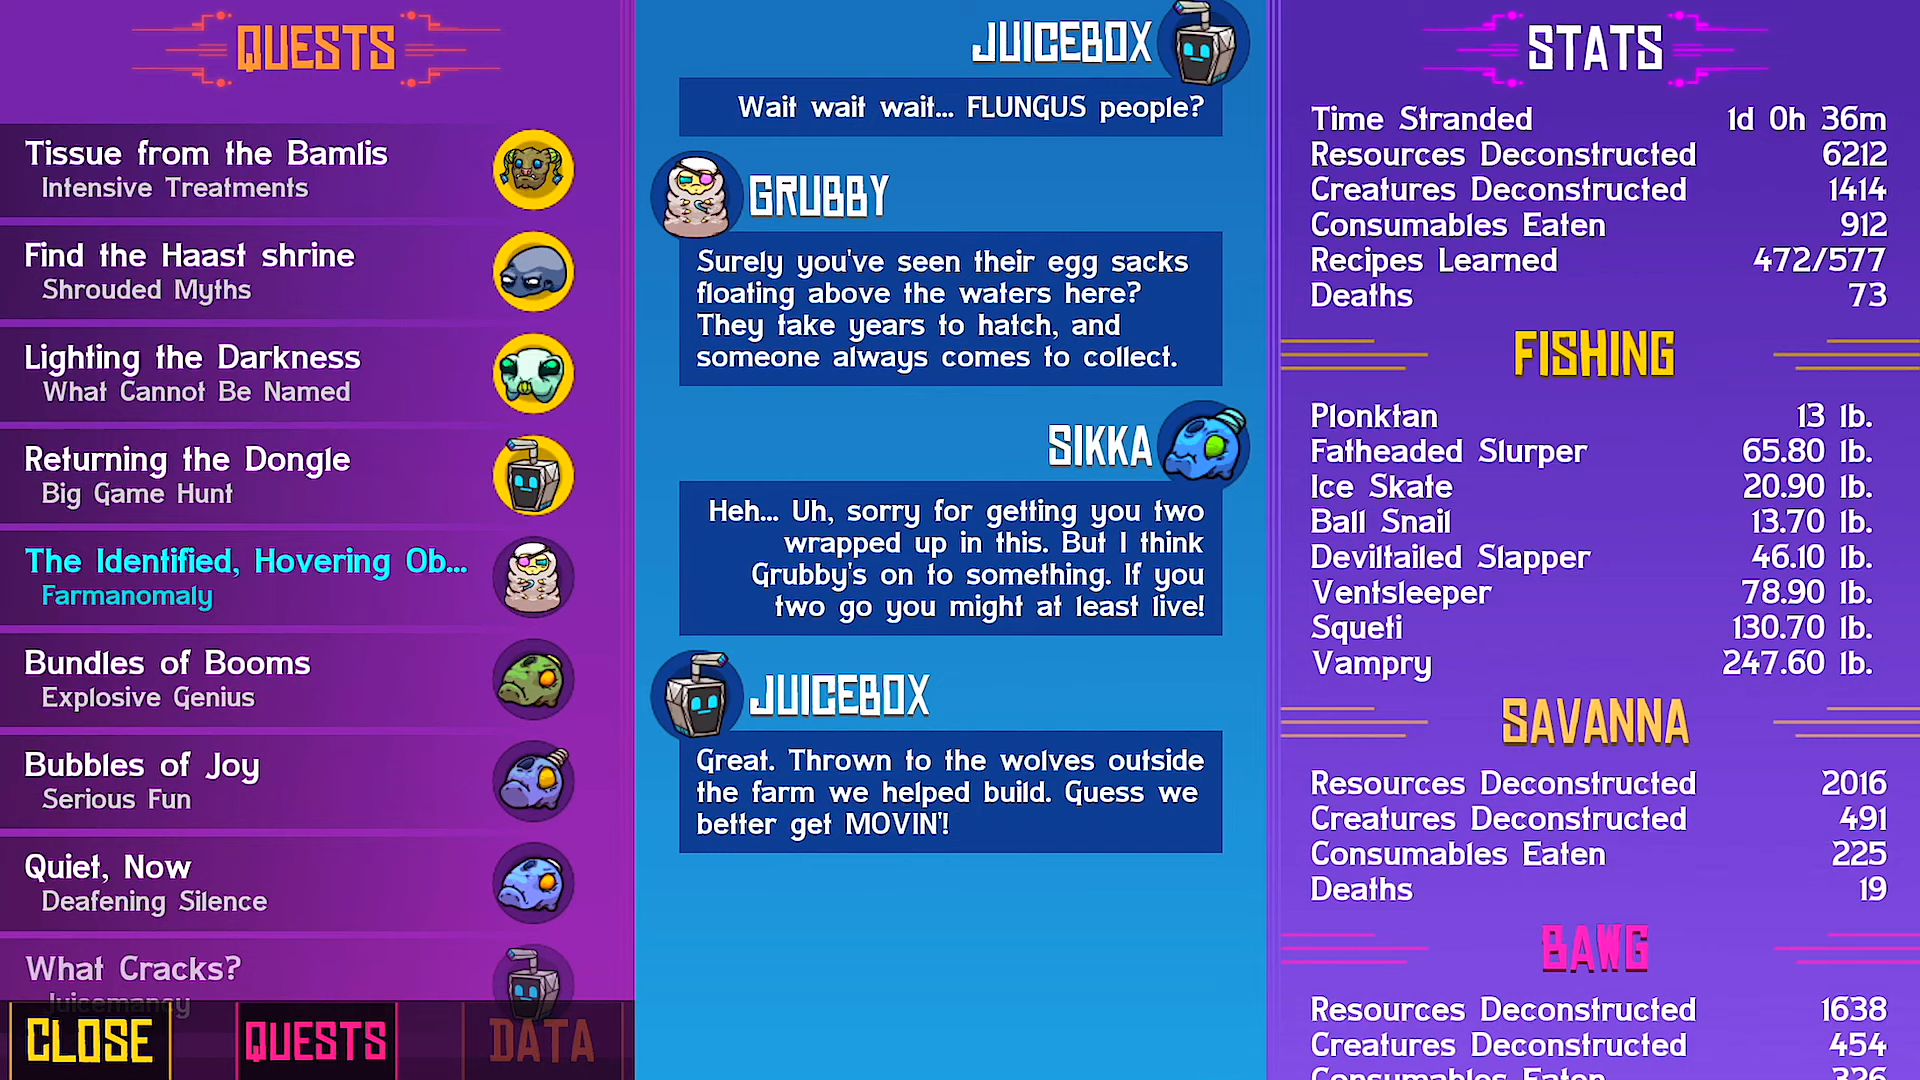 QUESTS
Tissue from the Bamlis
Intensive Treatments
Find the Haast shrine
Shrouded Myths
Lighting the Darkness
What Cannot Be Named
Returning the Dongle
Big Game Hunt
The Identified, Hovering Ob...
Farmanomaly
Bundles of Booms
Explosive Genius
Bubbles of Joy
Serious Fun
Quiet, Now
Deafening Silence
What Cracks?
Juicemancy
CLOSE
QUESTS
DATA
JUICEBOX
Wait wait wait... FLUNGUS people?
GRUBBY
Surely you've seen their egg sacks
floating above the waters here?
They take years to hatch, and
someone always comes to collect.
SIKKA
Heh... Uh, sorry for getting you two
wrapped up in this. But I think
Grubby's on to something. If you
two go you might at least live!
JUICEBOX
Great. Thrown to the wolves outside
the farm we helped build. Guess we
better get MOVIN'!
STATS
Time Stranded 1d 0h 36m
Resources Deconstructed 6212
Creatures Deconstructed 1414
Consumables Eaten 912
Recipes Learned 472/577
Deaths 73
FISHING
Plonktan 13 lb.
Fatheaded Slurper 65.80 lb.
Ice Skate 20.90 lb.
Ball Snail 13.70 lb.
Deviltailed Slapper 46.10 lb.
Ventsleeper 78.90 lb.
Squeti 130.70 lb.
Vampry 247.60 lb.
SAVANNA
Resources Deconstructed 2016
Creatures Deconstructed 491
Consumables Eaten 225
Deaths 19
BAWG
Resources Deconstructed 1638
Creatures Deconstructed 454
Consumables Eaten 326